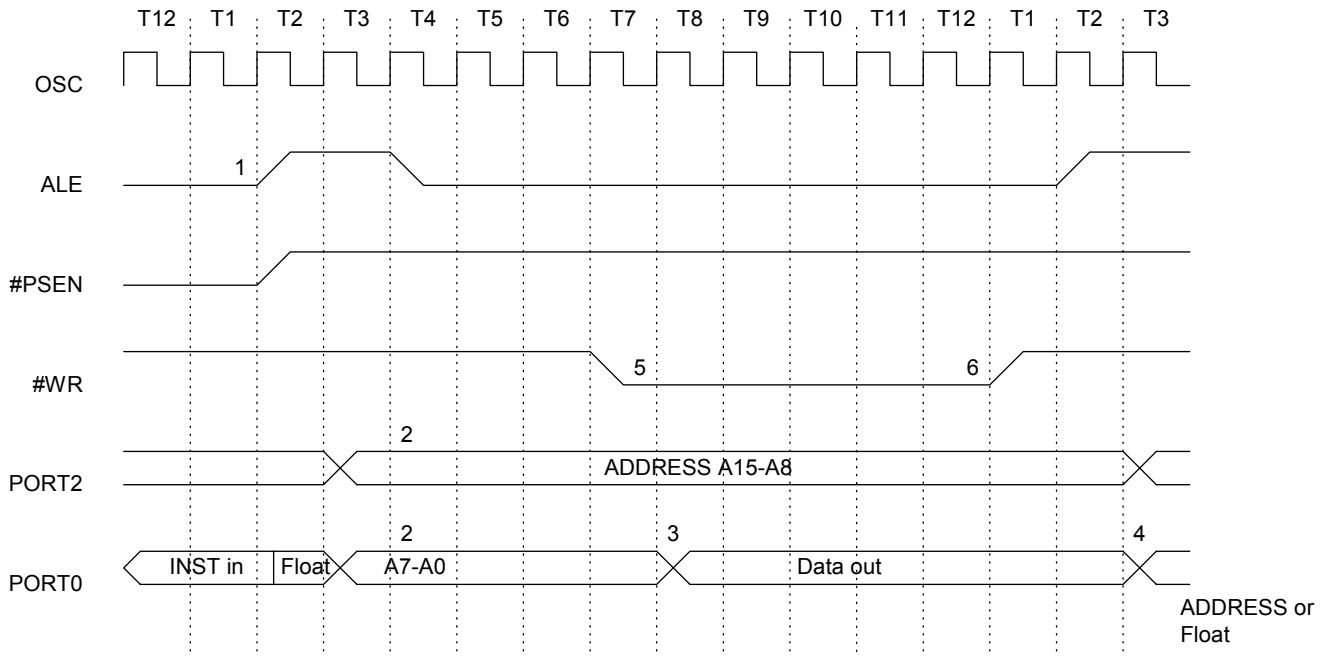 T12 T1 T2 T3 T4 T5 T6 T7 T8 T9 T10 T11 T12 T1 T2 T3
OSC
1
ALE
#PSEN
5 6
#WR
2
ADDRESS A15-A8
PORT2
2 3 4
INST in Float A7-A0 Data out
PORT0
ADDRESS or
Float